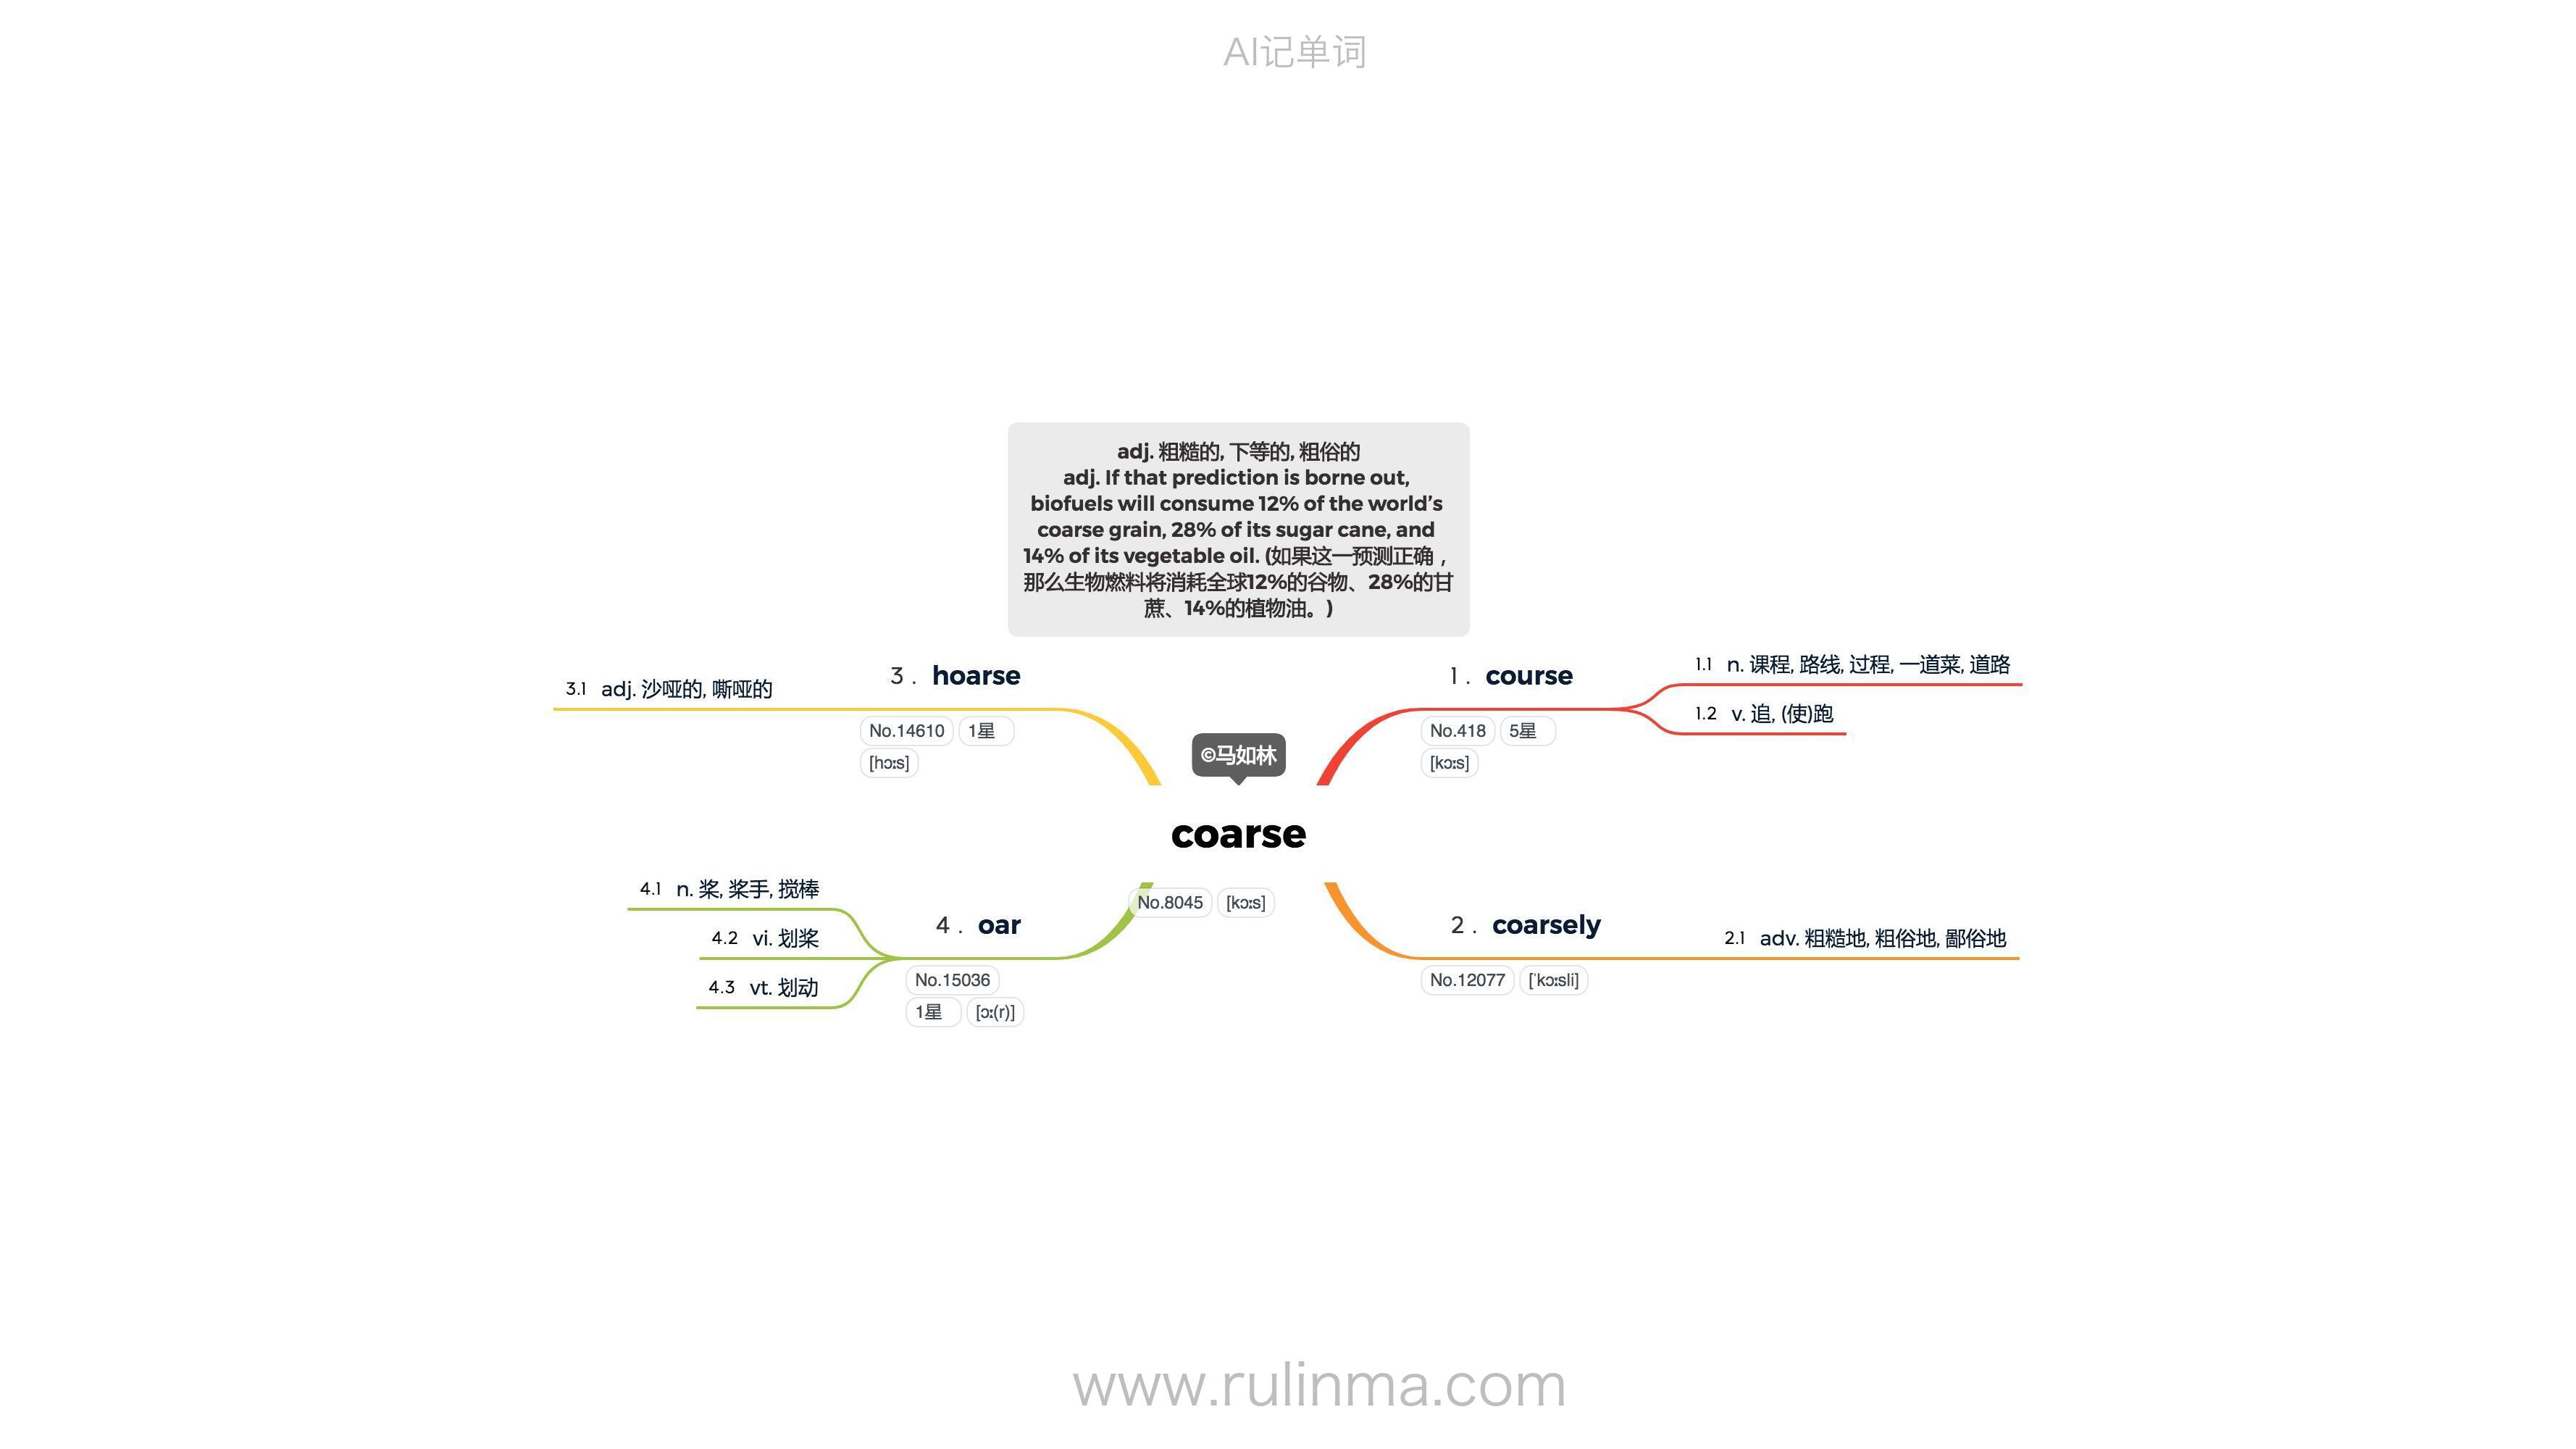 AI记单词
adj. 粗糙的, 下等的, 粗俗的
adj. If that prediction is borne out,
biofuels will consume 12% of the world’s
coarse grain, 28% of its sugar cane, and
14% of its vegetable oil. (如果这一预测正确，
那么生物燃料将消耗全球12%的谷物、28%的甘
蔗、14%的植物油。)
©马如林
coarse
No.8045 [kɔːs]
1. course
No.418 5星
[kɔːs]
1.1 n. 课程, 路线, 过程, 一道菜, 道路
1.2 v. 追, (使)跑
2. coarsely
No.12077 [ˈkɔːsli]
2.1 adv. 粗糙地, 粗俗地, 鄙俗地
3. hoarse
No.14610 1星
[hɔːs]
3.1 adj. 沙哑的, 嘶哑的
4. oar
No.15036
1星 [ɔː(r)]
4.1 n. 桨, 桨手, 搅棒
4.2 vi. 划桨
4.3 vt. 划动
www.rulinma.com